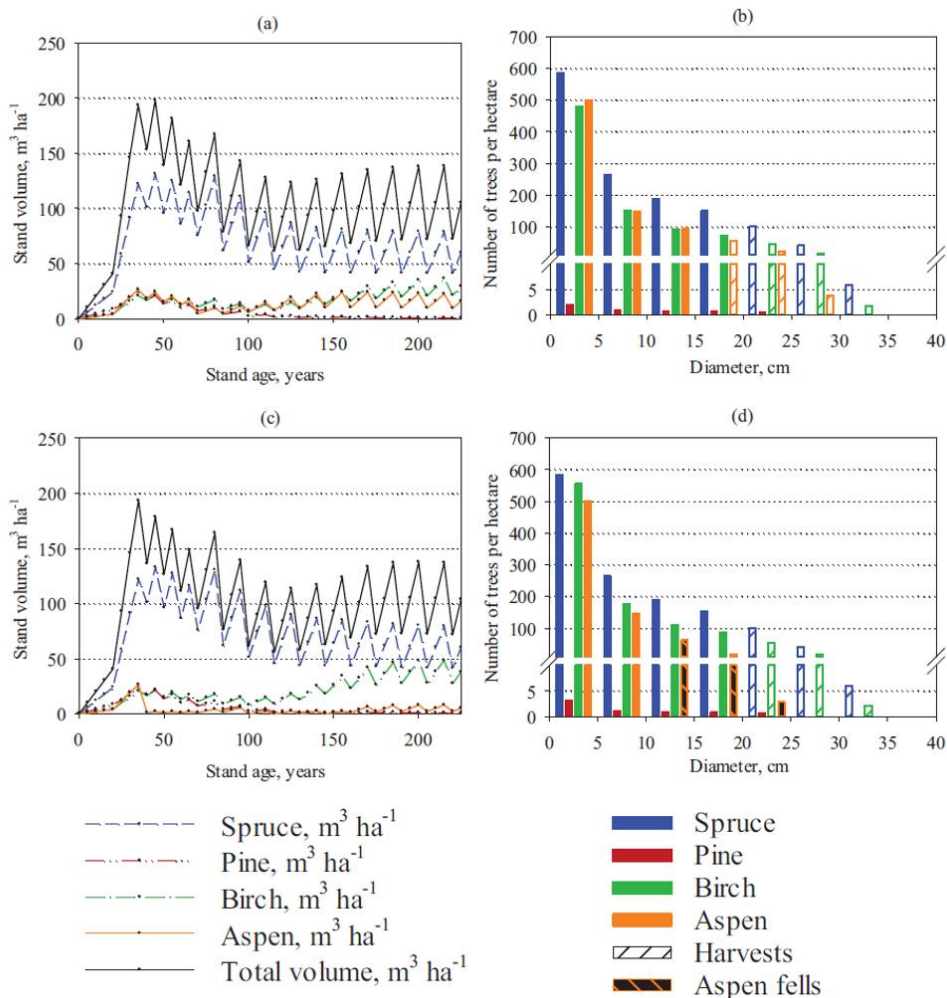 (a)
(b)
Stand volume, m³ ha⁻¹
250
200
150
100
50
0
0 50 100 150 200
Stand age, years
Number of trees per hectare
700
600
500
400
300
200
100
5
0
0 5 10 15 20 25 30 35 40
Diameter, cm
(c)
(d)
Stand volume, m³ ha⁻¹
250
200
150
100
50
0
0 50 100 150 200
Stand age, years
Number of trees per hectare
700
600
500
400
300
200
100
5
0
0 5 10 15 20 25 30 35 40
Diameter, cm
Spruce, m³ ha⁻¹
Pine, m³ ha⁻¹
Birch, m³ ha⁻¹
Aspen, m³ ha⁻¹
Total volume, m³ ha⁻¹
Spruce
Pine
Birch
Aspen
Harvests
Aspen fells